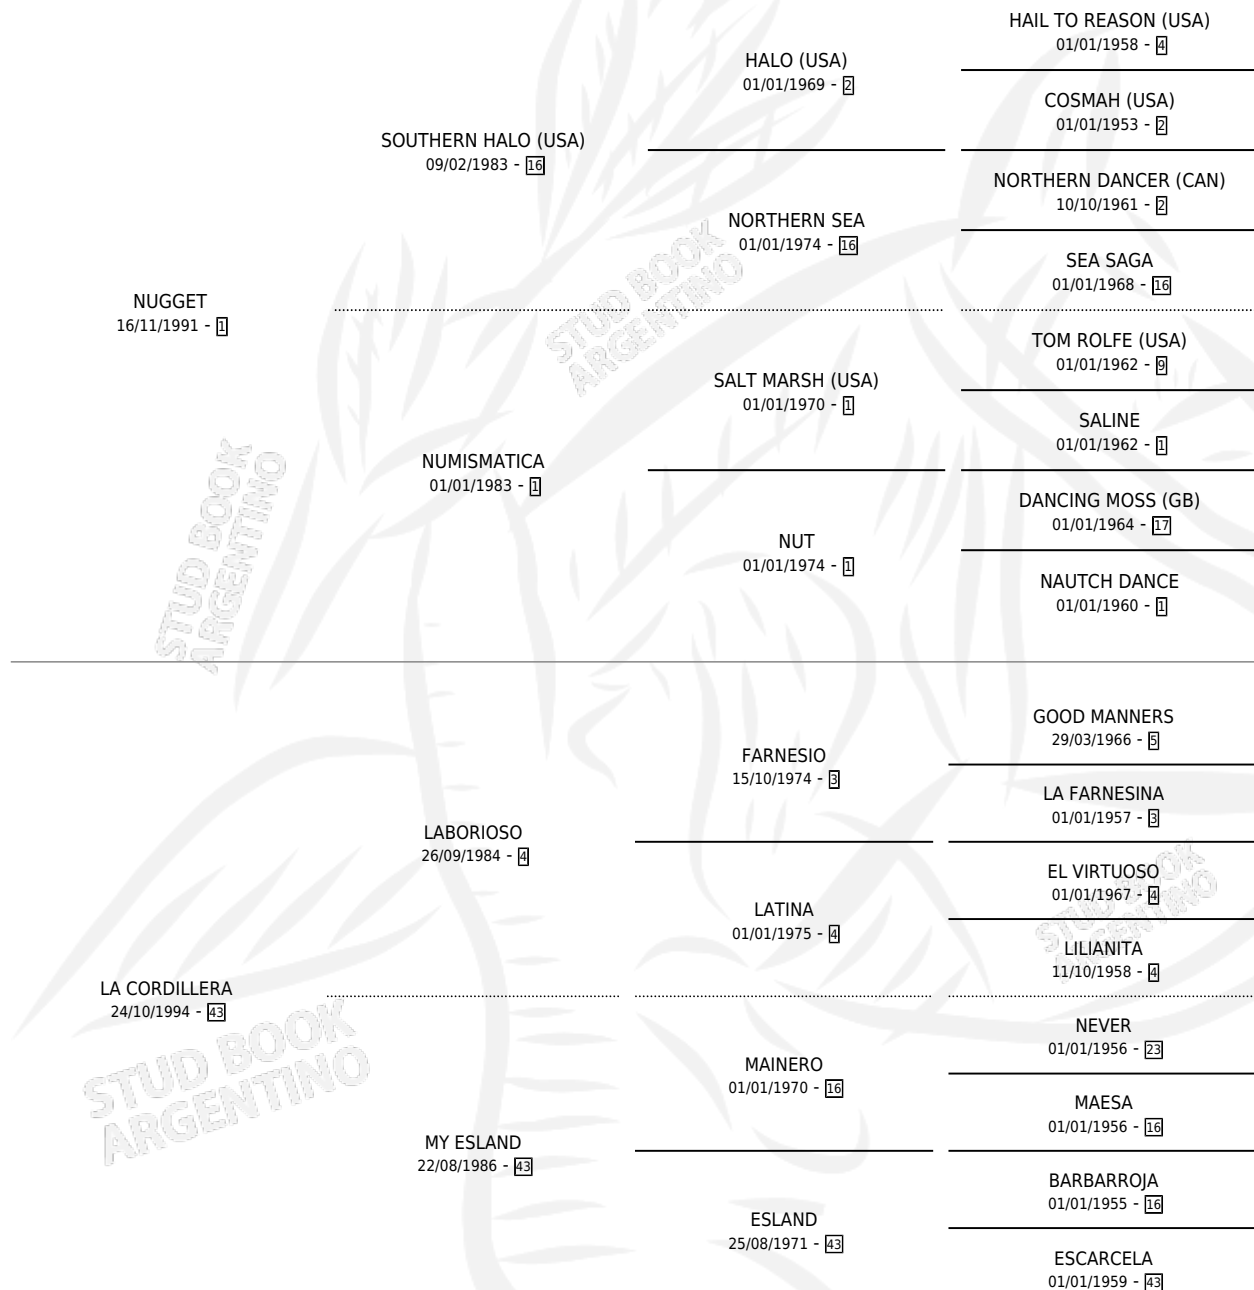 HAIL TO REASON (USA)
01/01/1958 - 4
HALO (USA)
01/01/1969 - 2
COSMAH (USA)
01/01/1953 - 2
SOUTHERN HALO (USA)
09/02/1983 - 16
NORTHERN DANCER (CAN)
10/10/1961 - 2
NORTHERN SEA
01/01/1974 - 16
SEA SAGA
01/01/1968 - 16
NUGGET
16/11/1991 - 1
STUD BOOK
ARGENTINO
TOM ROLFE (USA)
01/01/1962 - 9
SALT MARSH (USA)
01/01/1970 - 1
SALINE
01/01/1962 - 1
NUMISMATICA
01/01/1983 - 1
DANCING MOSS (GB)
01/01/1964 - 17
NUT
01/01/1974 - 1
NAUTCH DANCE
01/01/1960 - 1
STUD BOOK
ARGENTINO
GOOD MANNERS
29/03/1966 - 5
FARNESIO
15/10/1974 - 3
LA FARNESINA
01/01/1957 - 3
LABORIOSO
26/09/1984 - 4
EL VIRTUOSO
01/01/1967 - 4
LATINA
01/01/1975 - 4
STUD BOOK
ARGENTINO
LILIANITA
11/10/1958 - 4
LA CORDILLERA
24/10/1994 - 43
NEVER
01/01/1956 - 23
MAINERO
01/01/1970 - 16
MAESA
01/01/1956 - 16
STUD BOOK
ARGENTINO
MY ESLAND
22/08/1986 - 43
BARBARROJA
01/01/1955 - 16
ESLAND
25/08/1971 - 43
ESCARCELA
01/01/1959 - 43